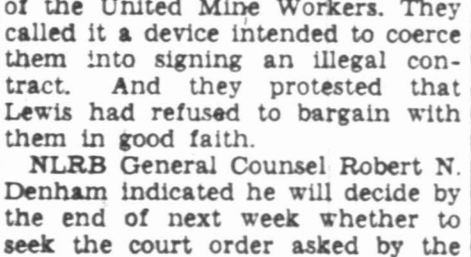 of the United Mine Workers. They
called it a device intended to coerce
them into signing an illegal con-
tract. And they protested that
Lewis had refused to bargain with
them in good faith.
NLRB General Counsel Robert N.
Denham indicated he will decide by
the end of next week whether to
seek the court order asked by the